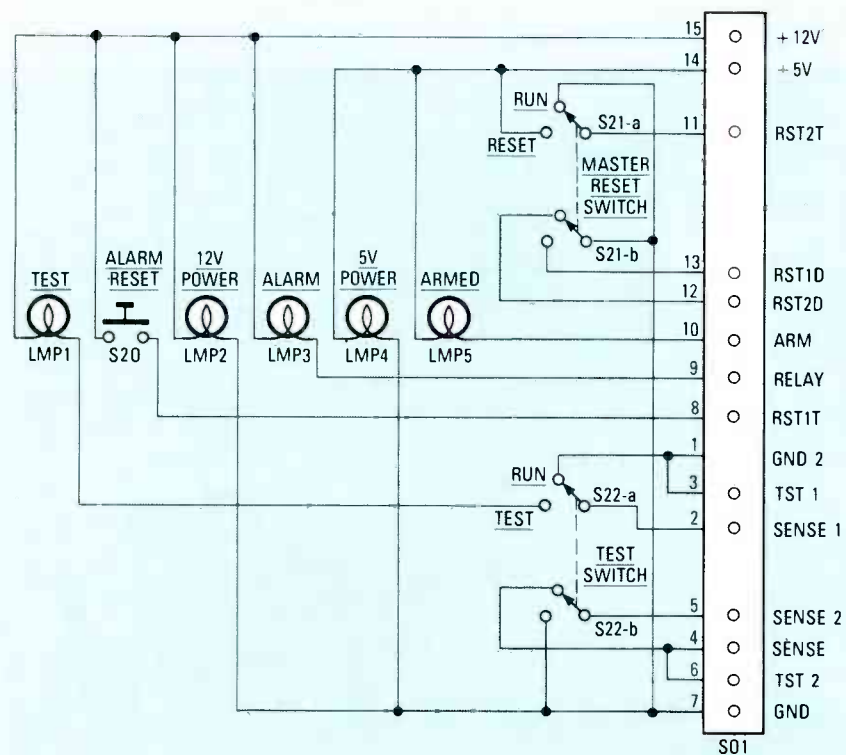 15
+ 12V
14
+ 5V
RUN
S21-a
11
RST2T
RESET
MASTER
RESET
SWITCH
S21-b
13
RST1D
12
RST2D
TEST
ALARM
RESET
12V
POWER
ALARM
5V
POWER
ARMED
10
ARM
LMP1
S20
LMP2
LMP3
LMP4
LMP5
9
RELAY
8
RST1T
1
GND 2
RUN
S22-a
3
TST 1
TEST
2
SENSE 1
TEST
SWITCH
5
SENSE 2
S22-b
4
SENSE
6
TST 2
7
GND
S01